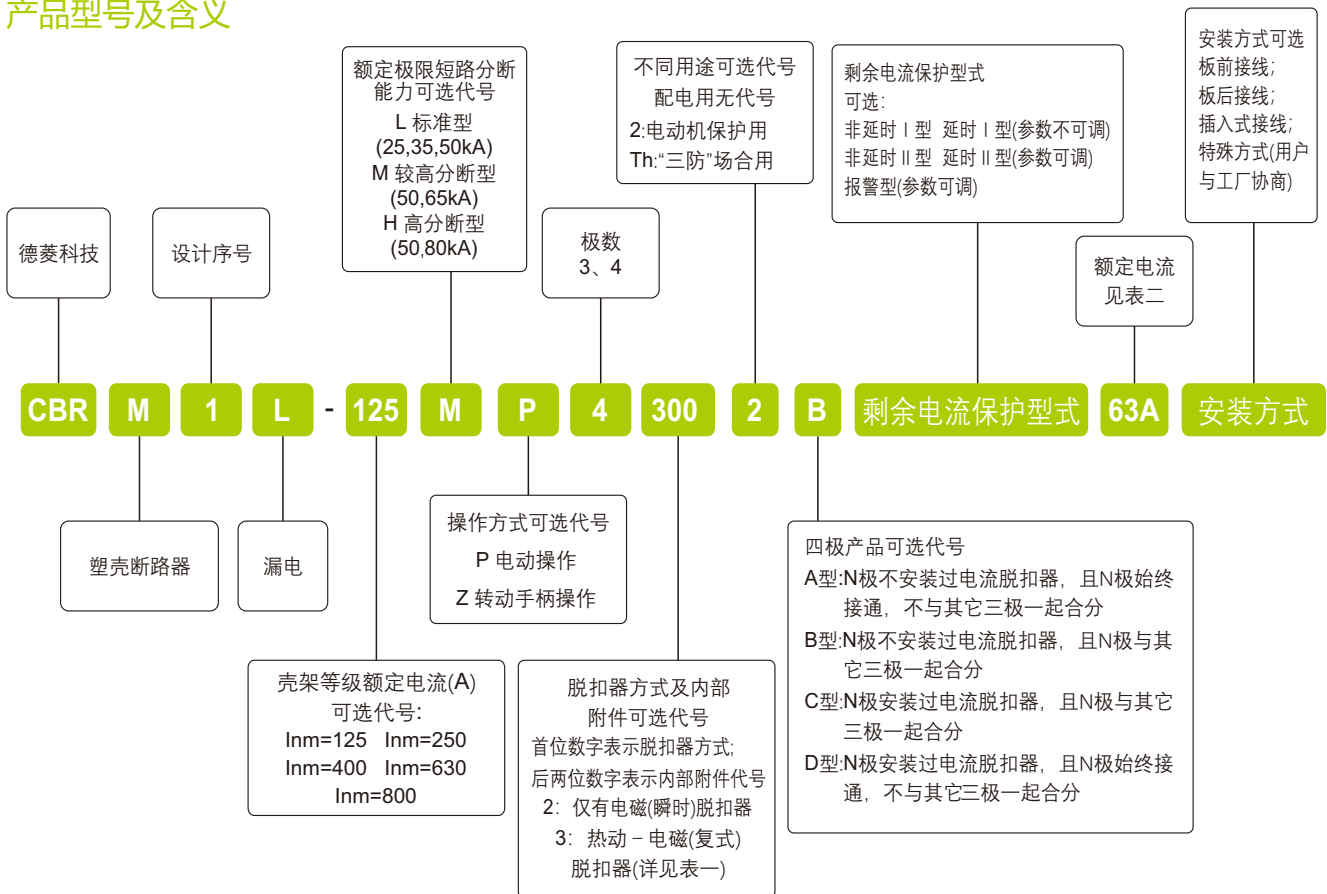 产品型号及含义
额定极限短路分断
能力可选代号
L 标准型
(25,35,50kA)
M 较高分断型
(50,65kA)
H 高分断型
(50,80kA)
不同用途可选代号
配电用无代号
2:电动机保护用
Th:“三防”场合用
剩余电流保护型式
可选:
非延时Ⅰ型 延时Ⅰ型(参数不可调)
非延时Ⅱ型 延时Ⅱ型(参数可调)
报警型(参数可调)
安装方式可选
板前接线;
板后接线;
插入式接线;
特殊方式(用户
与工厂协商)
德菱科技
设计序号
极数
3、4
额定电流
见表二
CBR M 1 L - 125 M P 4 300 2 B 剩余电流保护型式 63A 安装方式
塑壳断路器
漏电
操作方式可选代号
P 电动操作
Z 转动手柄操作
四极产品可选代号
A型:N极不安装过电流脱扣器，且N极始终
接通，不与其它三极一起合分
B型:N极不安装过电流脱扣器，且N极与其
它三极一起合分
C型:N极安装过电流脱扣器，且N极与其它
三极一起合分
D型:N极安装过电流脱扣器，且N极始终接
通，不与其它三极一起合分
壳架等级额定电流(A)
可选代号:
Inm=125 Inm=250
Inm=400 Inm=630
Inm=800
脱扣器方式及内部
附件可选代号
首位数字表示脱扣器方式;
后两位数字表示内部附件代号
2: 仅有电磁(瞬时)脱扣器
3: 热动－电磁(复式)
脱扣器(详见表一)